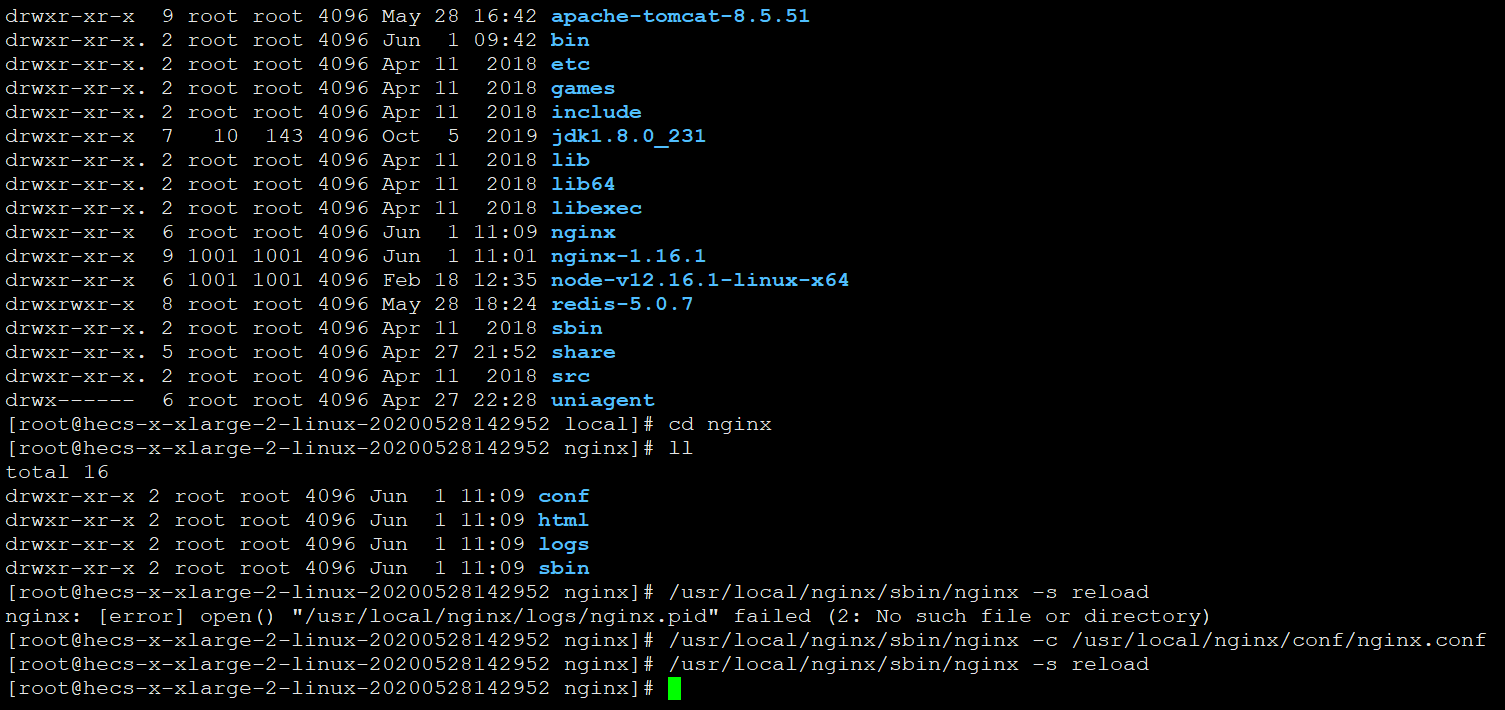 drwxr-xr-x  9 root root 4096 May 28 16:42 apache-tomcat-8.5.51
drwxr-xr-x. 2 root root 4096 Jun  1 09:42 bin
drwxr-xr-x. 2 root root 4096 Apr 11  2018 etc
drwxr-xr-x. 2 root root 4096 Apr 11  2018 games
drwxr-xr-x. 2 root root 4096 Apr 11  2018 include
drwxr-xr-x  7   10  143 4096 Oct  5  2019 jdk1.8.0_231
drwxr-xr-x. 2 root root 4096 Apr 11  2018 lib
drwxr-xr-x. 2 root root 4096 Apr 11  2018 lib64
drwxr-xr-x. 2 root root 4096 Apr 11  2018 libexec
drwxr-xr-x  6 root root 4096 Jun  1 11:09 nginx
drwxr-xr-x  9 1001 1001 4096 Jun  1 11:01 nginx-1.16.1
drwxr-xr-x  6 1001 1001 4096 Feb 18 12:35 node-v12.16.1-linux-x64
drwxrwxr-x  8 root root 4096 May 28 18:24 redis-5.0.7
drwxr-xr-x. 2 root root 4096 Apr 11  2018 sbin
drwxr-xr-x. 5 root root 4096 Apr 27 21:52 share
drwxr-xr-x. 2 root root 4096 Apr 11  2018 src
drwx------  6 root root 4096 Apr 27 22:28 uniagent
[root@hecs-x-xlarge-2-linux-20200528142952 local]# cd nginx
[root@hecs-x-xlarge-2-linux-20200528142952 nginx]# ll
total 16
drwxr-xr-x 2 root root 4096 Jun  1 11:09 conf
drwxr-xr-x 2 root root 4096 Jun  1 11:09 html
drwxr-xr-x 2 root root 4096 Jun  1 11:09 logs
drwxr-xr-x 2 root root 4096 Jun  1 11:09 sbin
[root@hecs-x-xlarge-2-linux-20200528142952 nginx]# /usr/local/nginx/sbin/nginx -s reload
nginx: [error] open() "/usr/local/nginx/logs/nginx.pid" failed (2: No such file or directory)
[root@hecs-x-xlarge-2-linux-20200528142952 nginx]# /usr/local/nginx/sbin/nginx -c /usr/local/nginx/conf/nginx.conf
[root@hecs-x-xlarge-2-linux-20200528142952 nginx]# /usr/local/nginx/sbin/nginx -s reload
[root@hecs-x-xlarge-2-linux-20200528142952 nginx]#